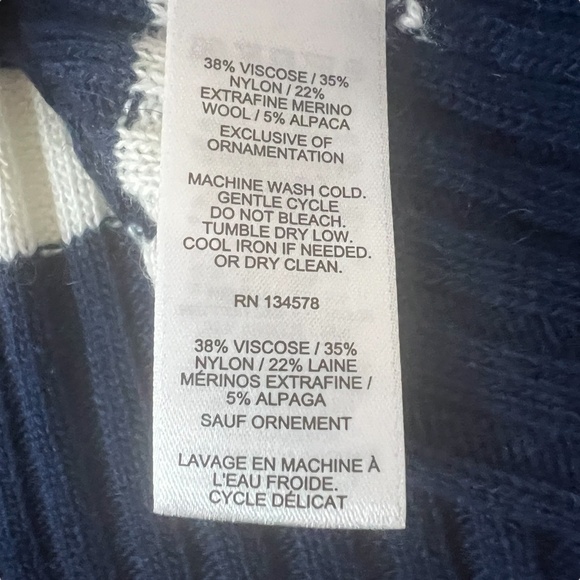 38% VISCOSE / 35%
NYLON / 22%
EXTRAFINE MERINO
WOOL / 5% ALPACA
EXCLUSIVE OF
ORNAMENTATION
MACHINE WASH COLD.
GENTLE CYCLE
DO NOT BLEACH.
TUMBLE DRY LOW.
COOL IRON IF NEEDED.
OR DRY CLEAN.
RN 134578
38% VISCOSE / 35%
NYLON / 22% LAINE
MÉRINOS EXTRAFINE /
5% ALPAGA
SAUF ORNEMENT
LAVAGE EN MACHINE À
L'EAU FROIDE.
CYCLE DÉLICAT